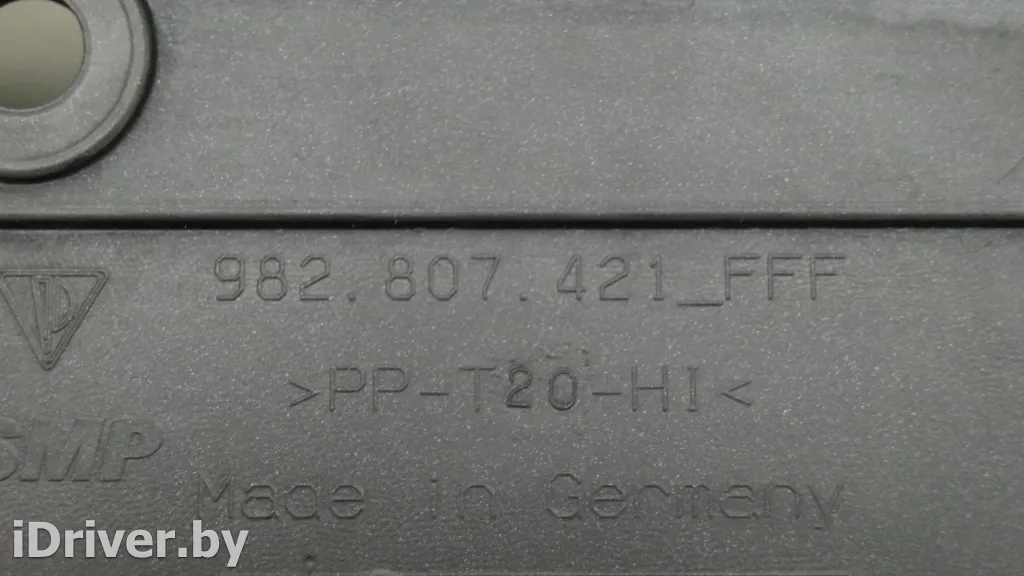 982.807.421_FFF
>PP-T20-HI<
SMP
Made in Germany
iDriver.by